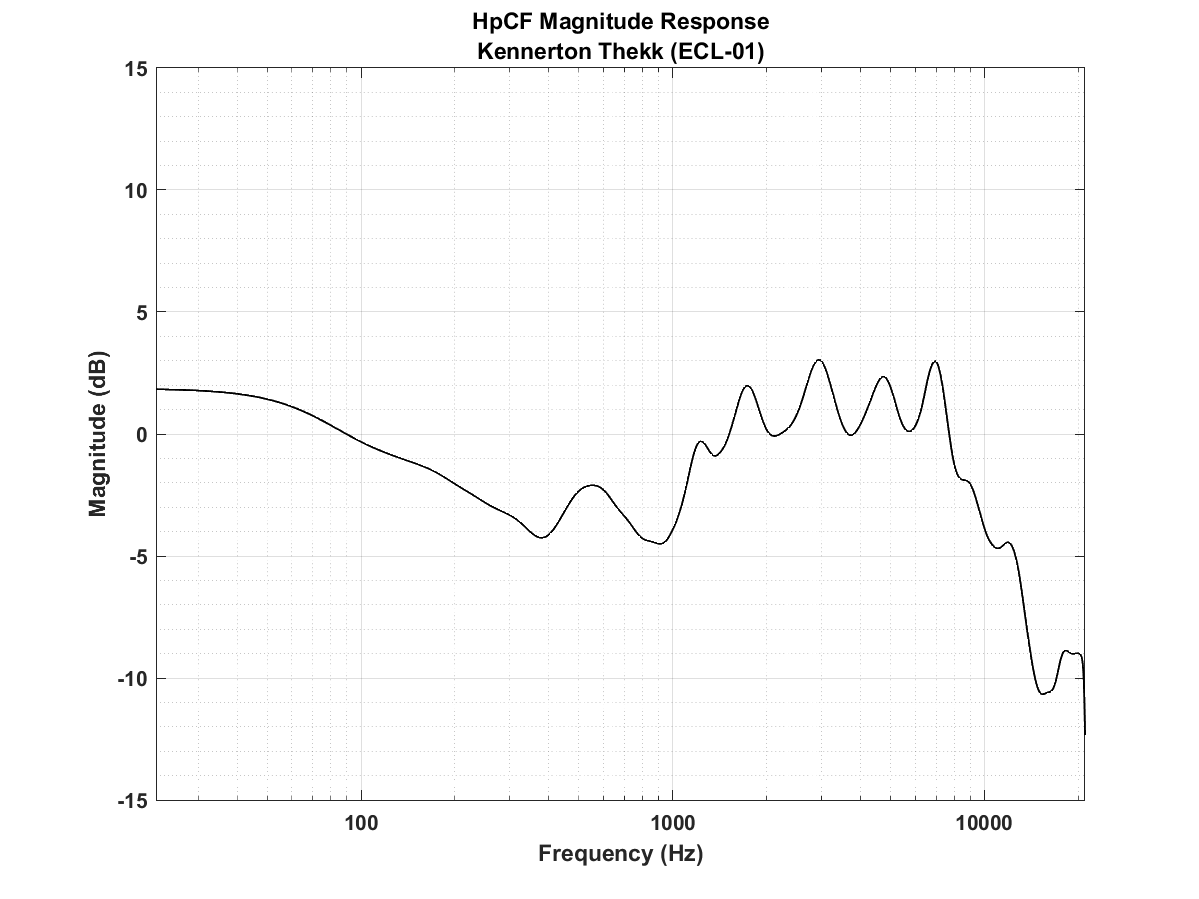 HpCF Magnitude Response
Kennerton Thekk (ECL-01)
15
10
5
0
-5
-10
-15
Magnitude (dB)
100
1000
10000
Frequency (Hz)